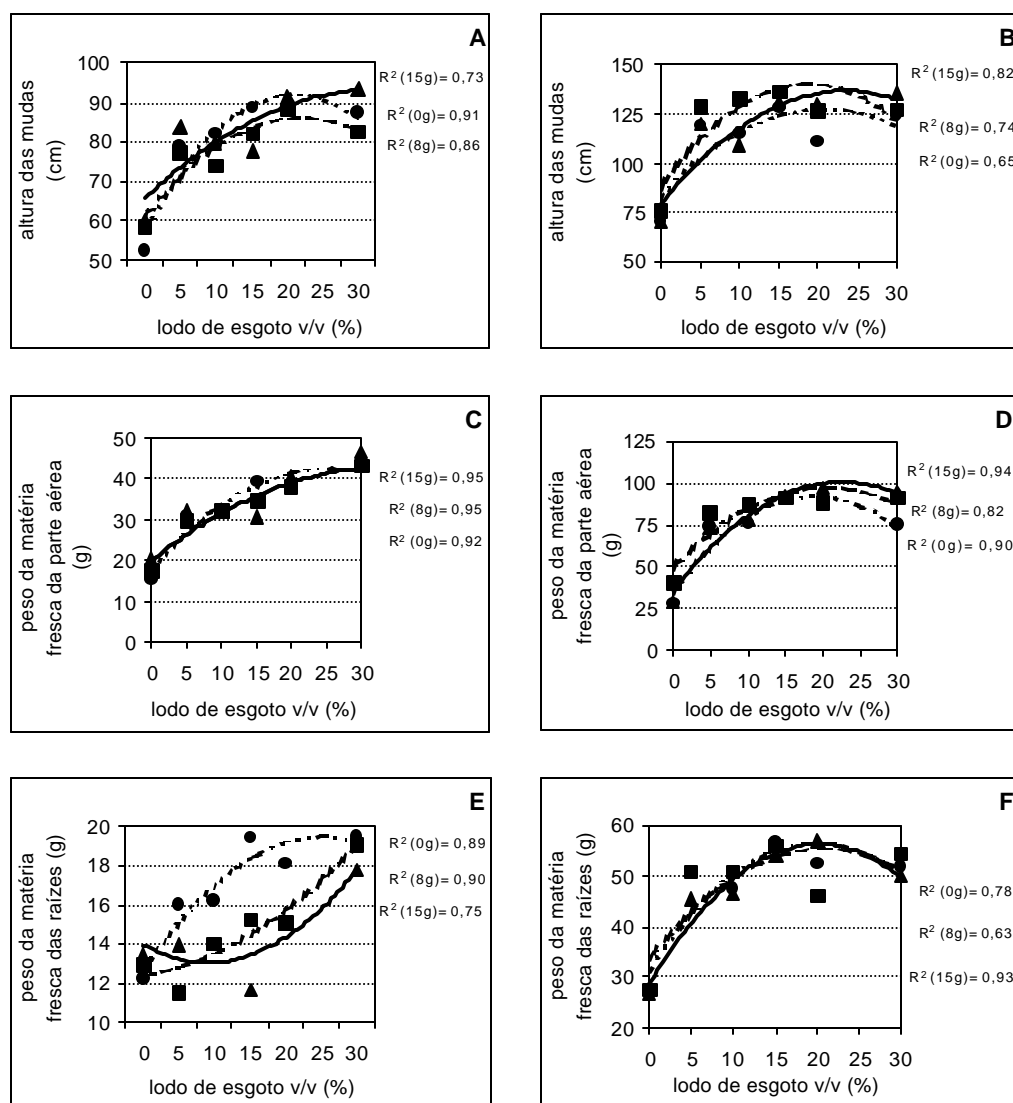 A
altura das mudas
(cm)
100
90
80
70
60
50
0 5 10 15 20 25 30
lodo de esgoto v/v (%)
R² (15g)= 0,73
R² (0g)= 0,91
R² (8g)= 0,86
B
altura das mudas
(cm)
150
125
100
75
50
0 5 10 15 20 25 30
lodo de esgoto v/v (%)
R² (15g)= 0,82
R² (8g)= 0,74
R² (0g)= 0,65
C
peso da matéria
fresca da parte aérea
(g)
50
40
30
20
10
0
0 5 10 15 20 25 30
lodo de esgoto v/v (%)
R² (15g)= 0,95
R² (8g)= 0,95
R² (0g)= 0,92
D
peso da matéria
fresca da parte aérea
(g)
125
100
75
50
25
0
0 5 10 15 20 25 30
lodo de esgoto v/v (%)
R² (15g)= 0,94
R² (8g)= 0,82
R² (0g)= 0,90
E
peso da matéria
fresca das raízes (g)
20
18
16
14
12
10
0 5 10 15 20 25 30
lodo de esgoto v/v (%)
R² (0g)= 0,89
R² (8g)= 0,90
R² (15g)= 0,75
F
peso da matéria
fresca das raízes (g)
60
50
40
30
20
0 5 10 15 20 25 30
lodo de esgoto v/v (%)
R² (0g)= 0,78
R² (8g)= 0,63
R² (15g)= 0,93